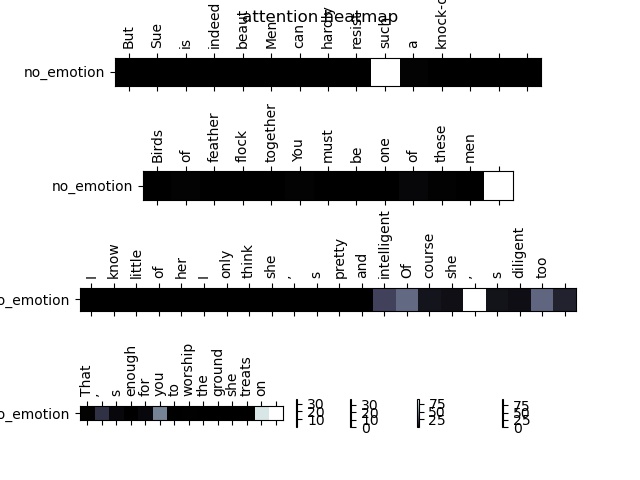 attention heatmap
But Sue is indeed beaut Men can hardly resist such a knock-o
no_emotion
Birds of feather flock together You must be one of these men
no_emotion
I know little of her I only think she ' s pretty and intelligent Of course she ' s diligent too
o_emotion
That ' s enough for you to worship the ground she treats on
o_emotion
30 30 75 75
20 20 50 50
10 10 25 25
0 0